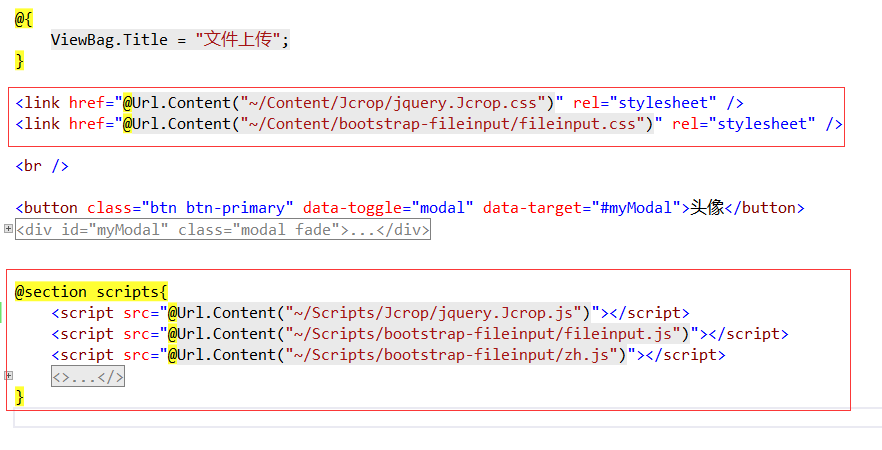 @{
ViewBag.Title = "文件上传";
}
<link href="@Url.Content("~/Content/Jcrop/jquery.Jcrop.css")" rel="stylesheet" />
<link href="@Url.Content("~/Content/bootstrap-fileinput/fileinput.css")" rel="stylesheet" />
<br />
<button class="btn btn-primary" data-toggle="modal" data-target="#myModal">头像</button>
<div id="myModal" class="modal fade">...</div>
@section scripts{
<script src="@Url.Content("~/Scripts/Jcrop/jquery.Jcrop.js")"></script>
<script src="@Url.Content("~/Scripts/bootstrap-fileinput/fileinput.js")"></script>
<script src="@Url.Content("~/Scripts/bootstrap-fileinput/zh.js")"></script>
<>...</>
}